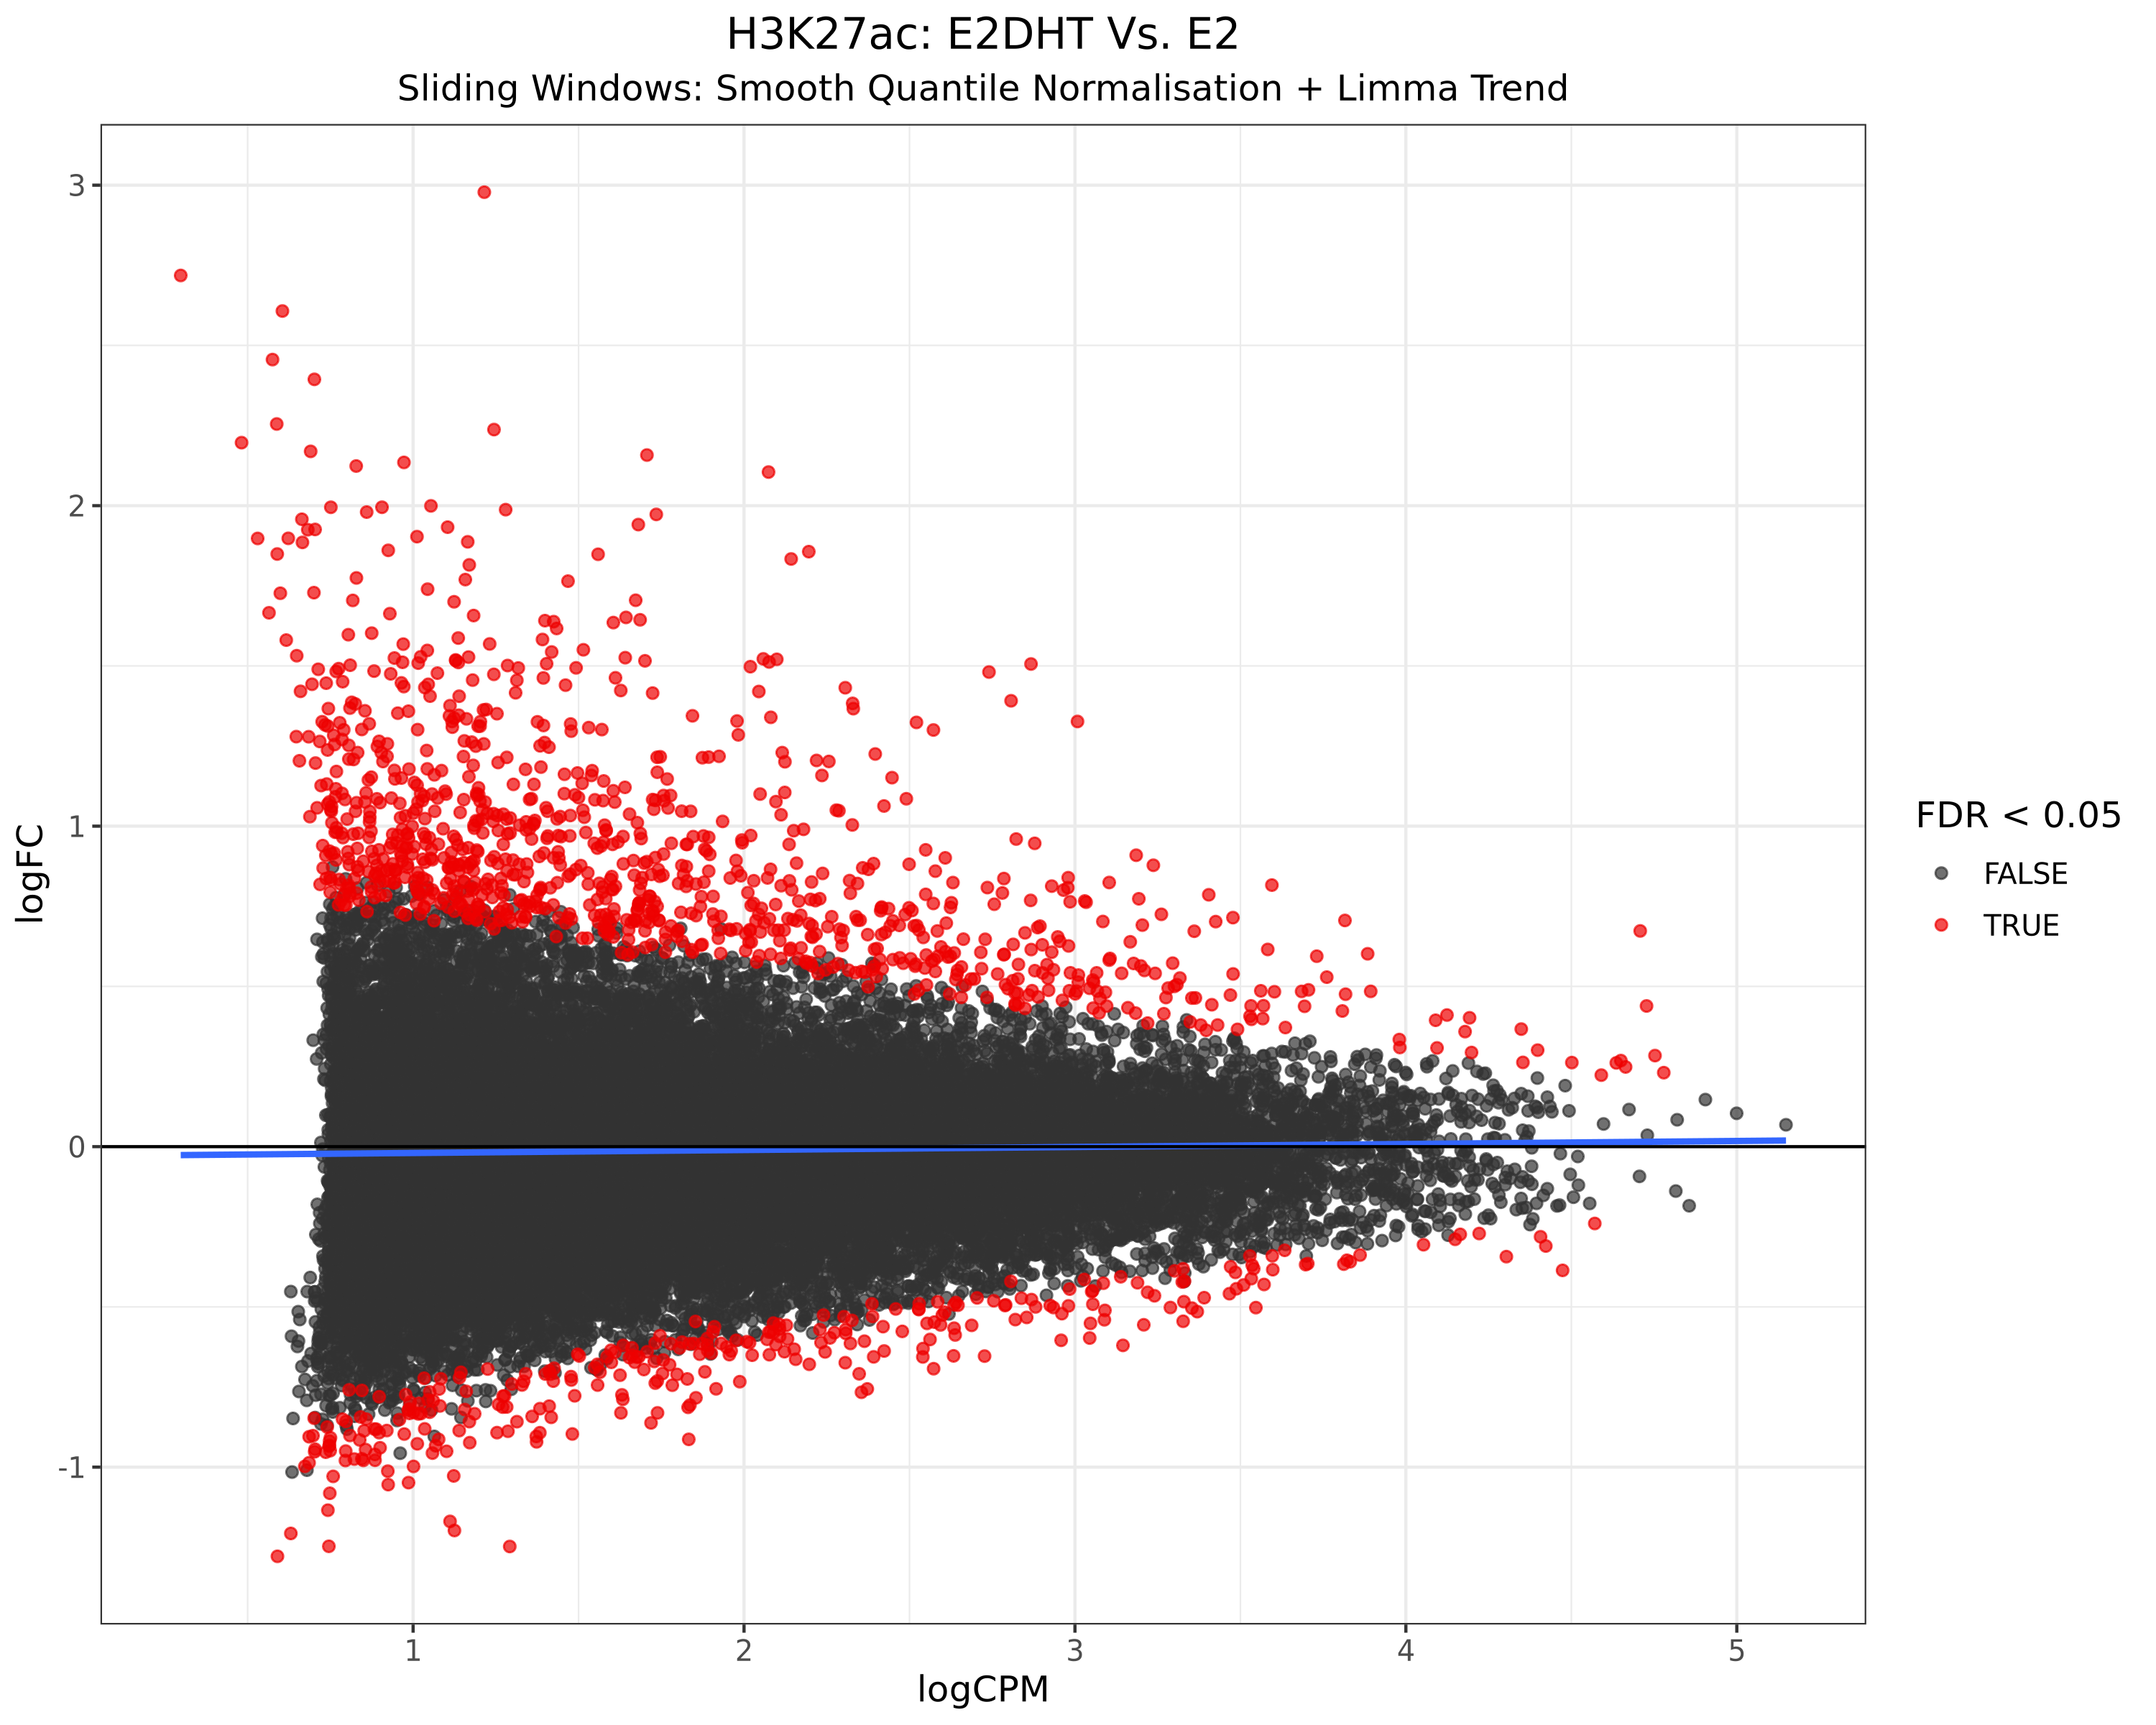 H3K27ac: E2DHT Vs. E2
Sliding Windows: Smooth Quantile Normalisation + Limma Trend
logFC
3
2
1
0
-1
1
2
3
4
5
logCPM
FDR < 0.05
FALSE
TRUE